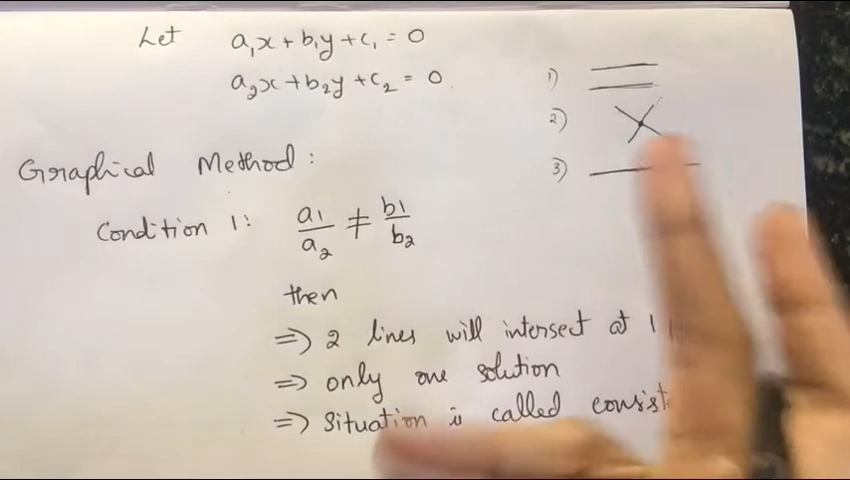 Let a₁x + b₁y + c₁ = 0
a₂x + b₂y + c₂ = 0
1)
2)
3)
Graphical Method :
Condition 1: a₁/a₂ ≠ b₁/b₂
then
⇒ 2 lines will intersect at 1
⇒ only one solution
⇒ Situation is called